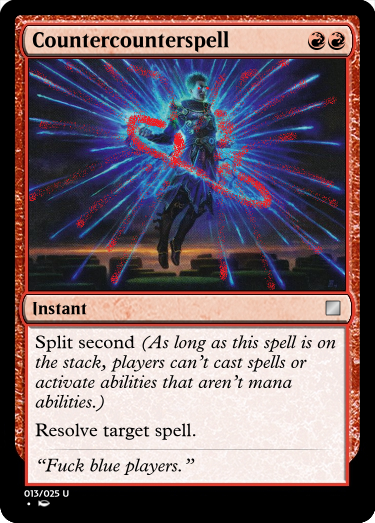 Countercounterspell
Instant
Split second (As long as this spell is on
the stack, players can't cast spells or
activate abilities that aren't mana
abilities.)
Resolve target spell.
"Fuck blue players."
013/025 U